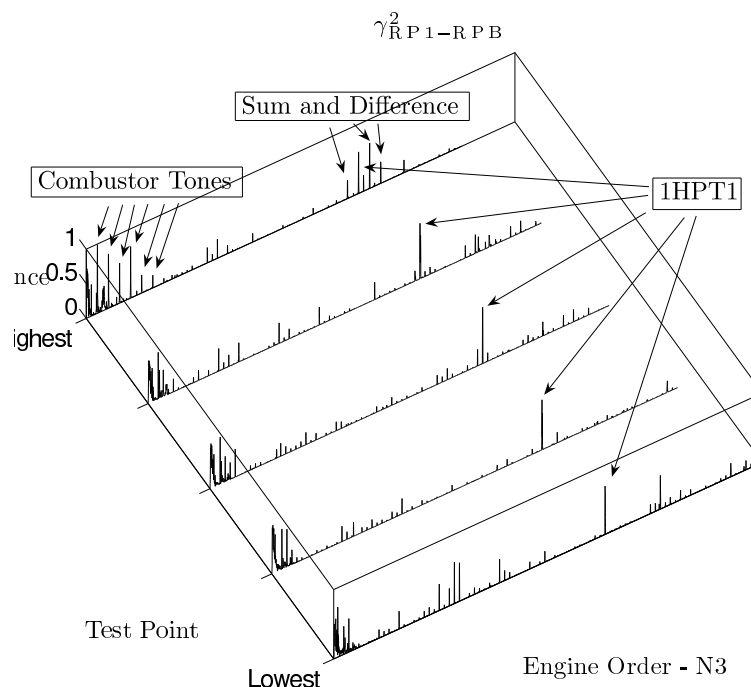 γ²RP1−RPB
Sum and Difference
Combustor Tones
1HPT1
1
0.5
nce
0
ighest
Test Point
Lowest
Engine Order - N3